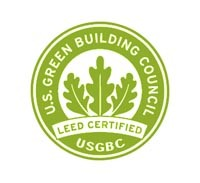 U.S. GREEN BUILDING COUNCIL
LEED CERTIFIED
USGBC